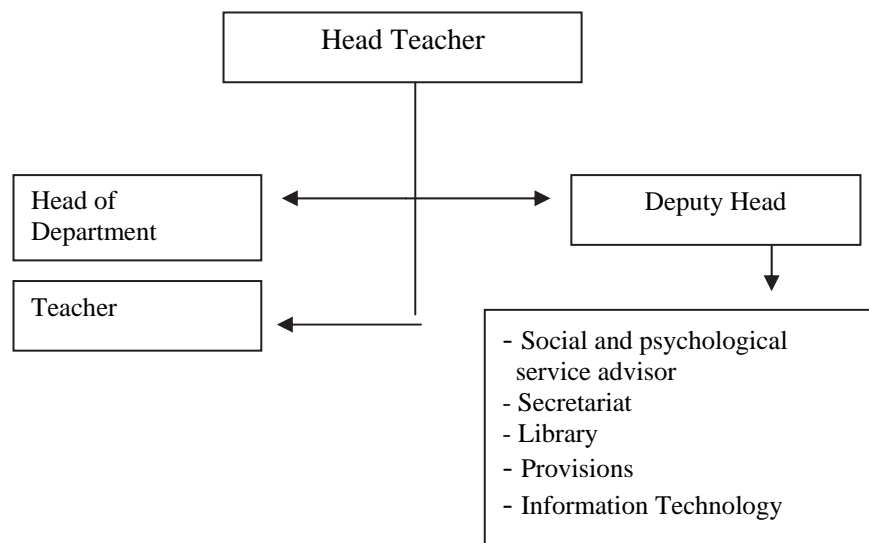 Head Teacher
Head of
Department
Deputy Head
Teacher
- Social and psychological
service advisor
- Secretariat
- Library
- Provisions
- Information Technology